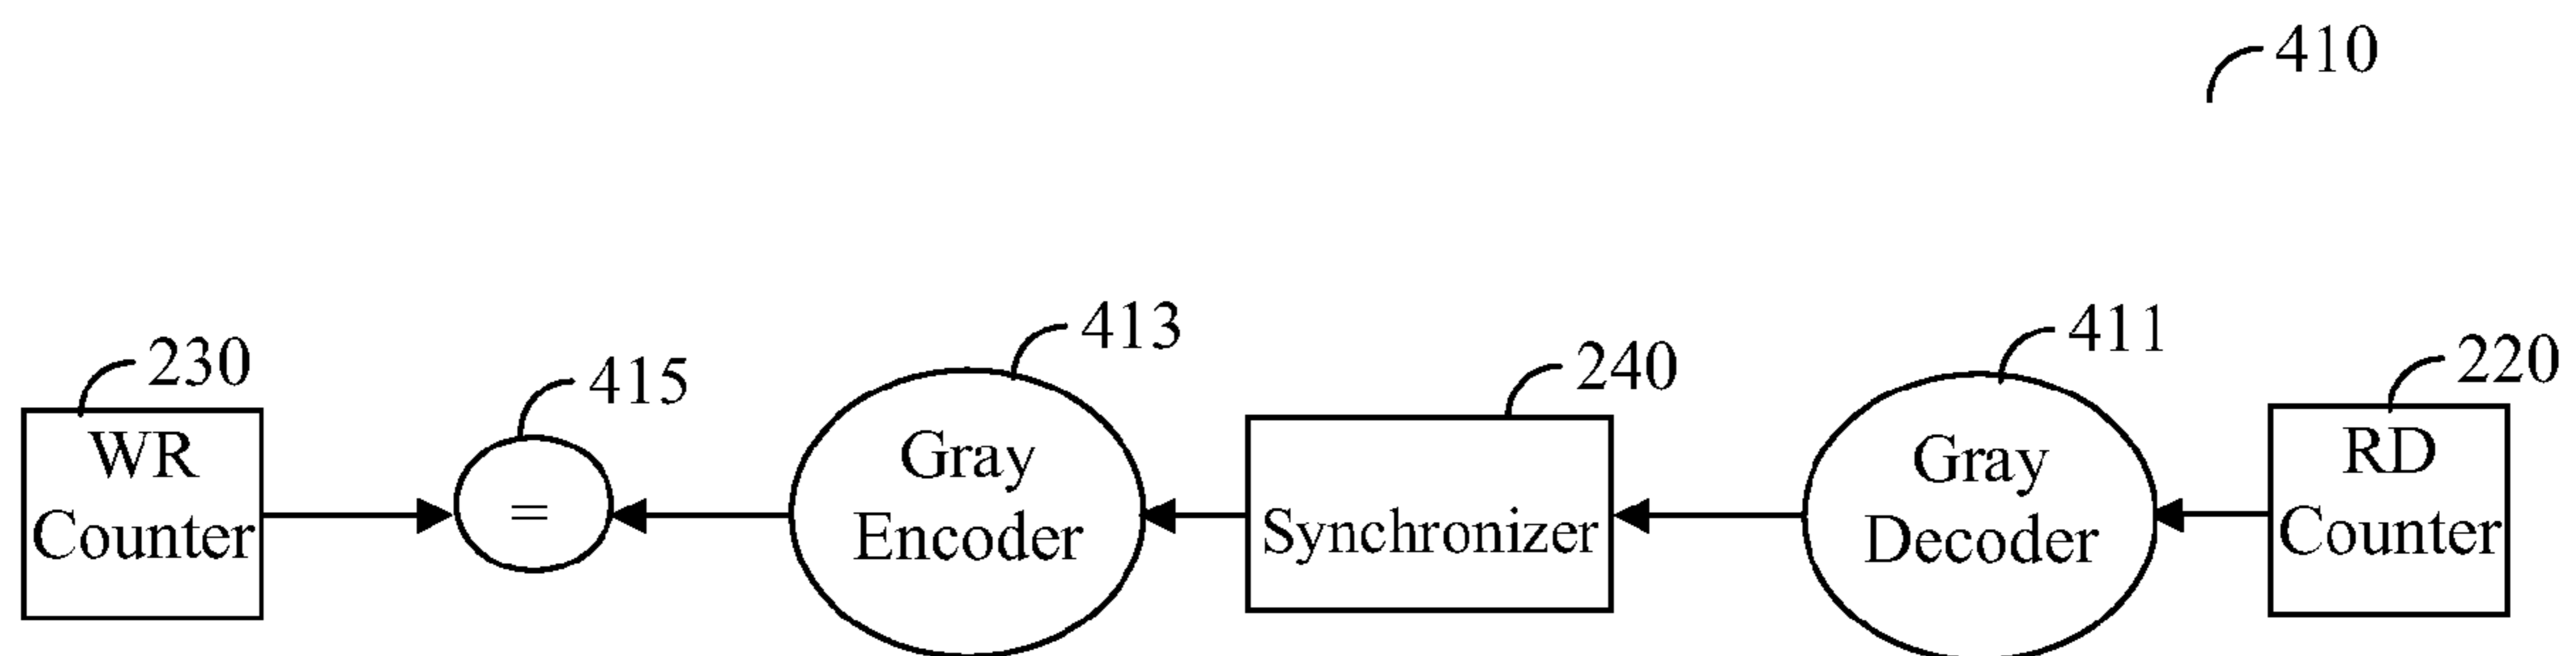 410
413
411
230
415
240
220
WR
Counter
=
Gray
Encoder
Synchronizer
Gray
Decoder
RD
Counter